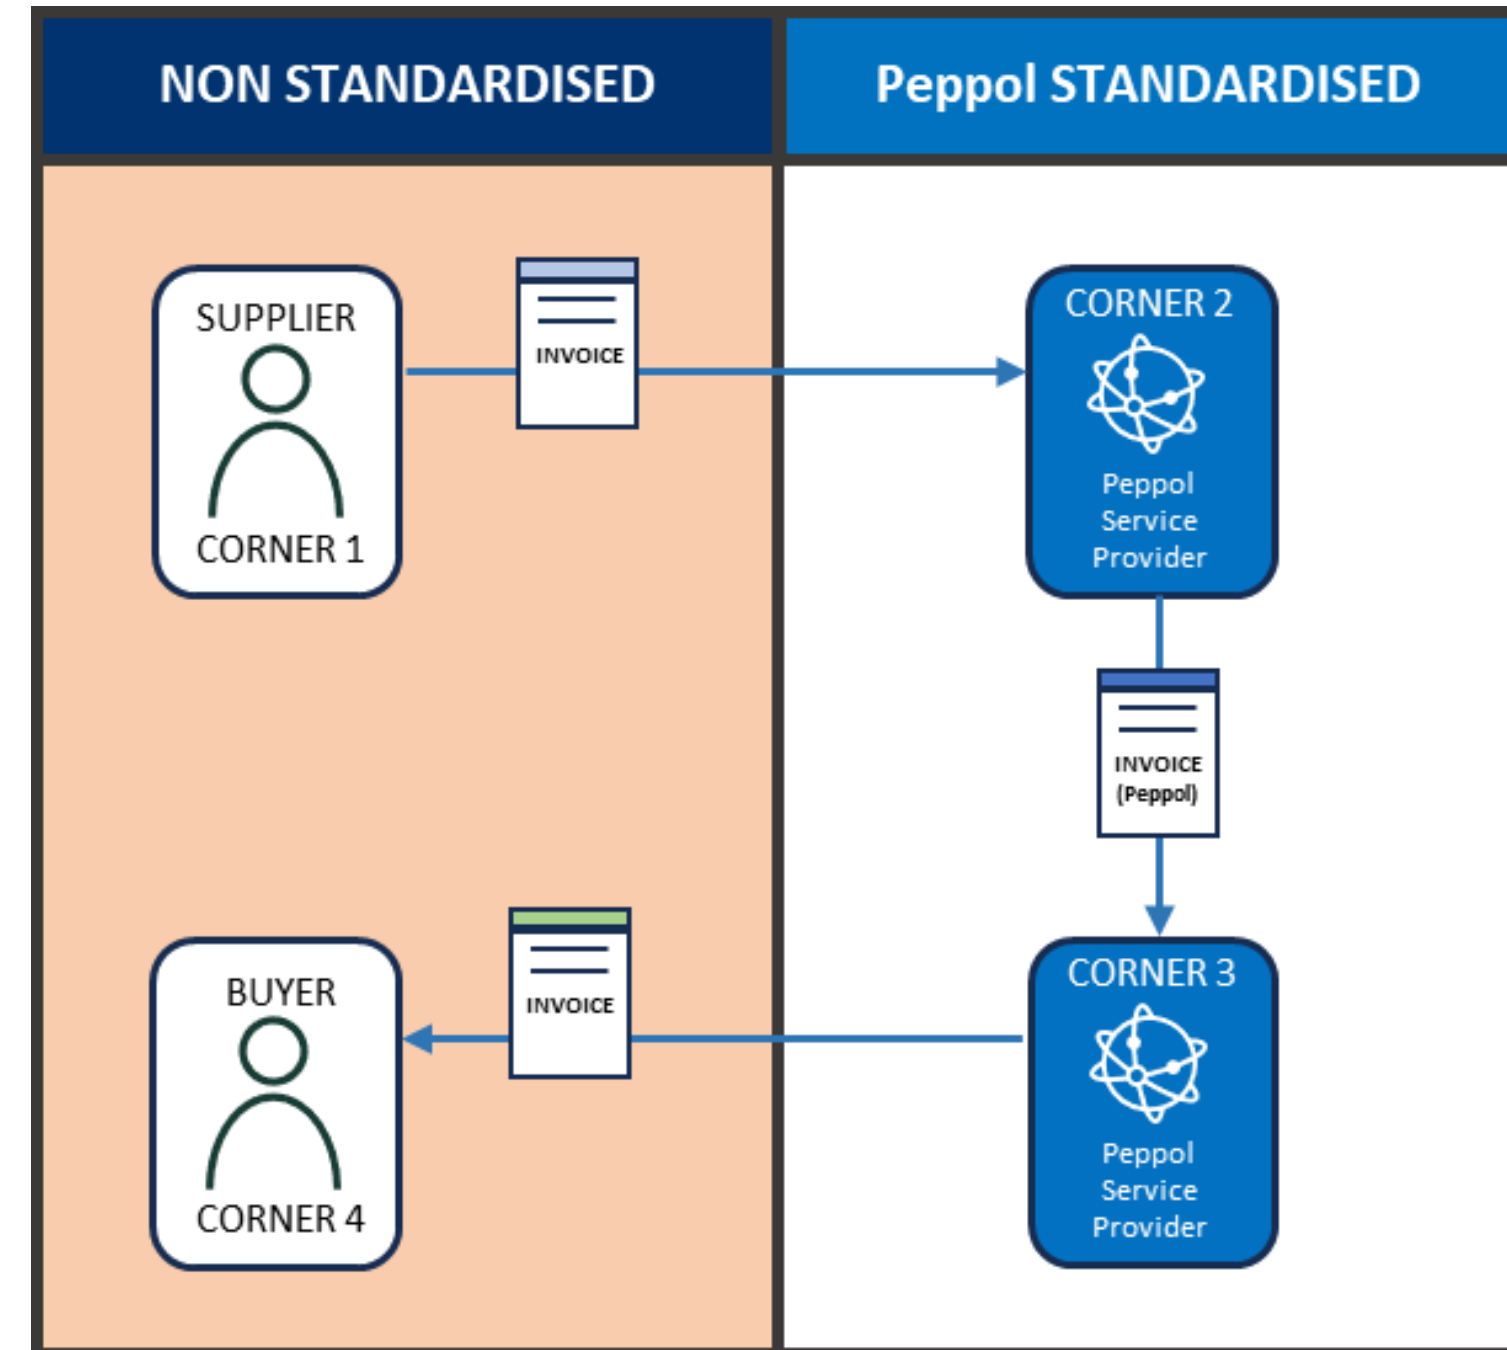 NON STANDARDISED
Peppol STANDARDISED
SUPPLIER
CORNER 1
INVOICE
CORNER 2
Peppol
Service
Provider
INVOICE
(Peppol)
BUYER
CORNER 4
INVOICE
CORNER 3
Peppol
Service
Provider